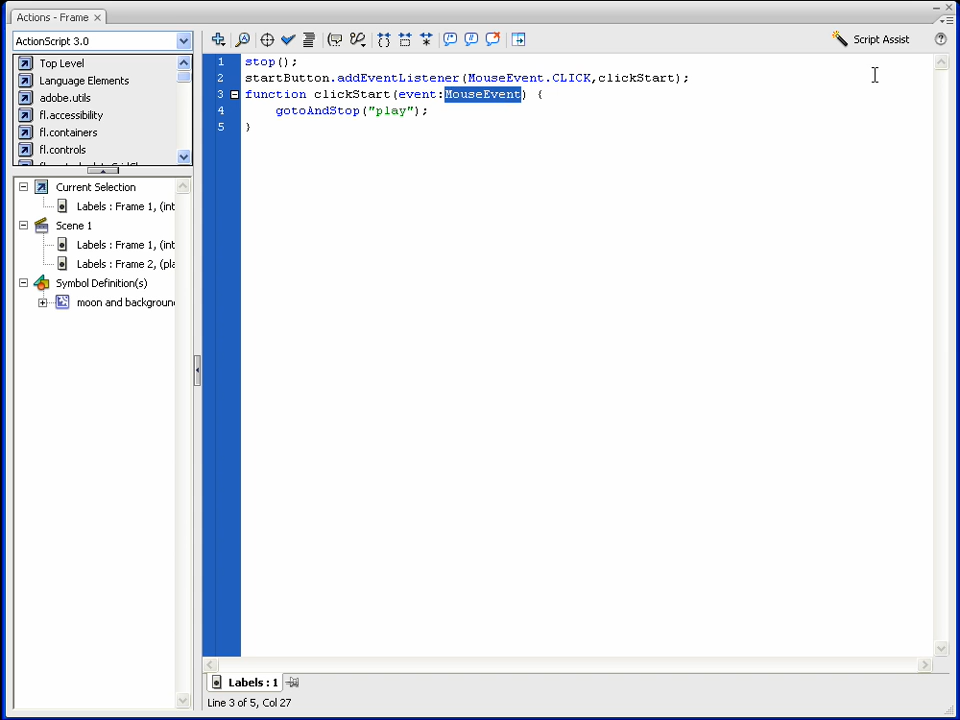 Actions - Frame
ActionScript 3.0
Script Assist
Top Level
Language Elements
adobe.utils
fl.accessibility
fl.containers
fl.controls
1 stop();
2 startButton.addEventListener(MouseEvent.CLICK,clickStart);
3 function clickStart(event:MouseEvent) {
4 gotoAndStop("play");
5 }
Current Selection
Labels : Frame 1, (int
Scene 1
Labels : Frame 1, (int
Labels : Frame 2, (pla
Symbol Definition(s)
moon and background
Labels : 1
Line 3 of 5, Col 27